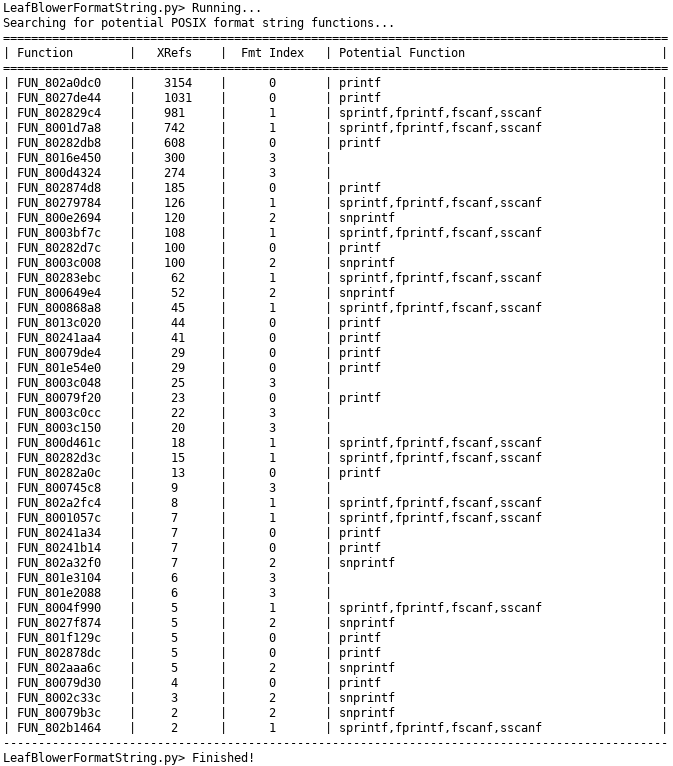 LeafBlowerFormatString.py> Running...
Searching for potential POSIX format string functions...
===============================================================================================
| Function        |   XRefs    |  Fmt Index   | Potential Function                            |
===============================================================================================
| FUN_802a0dc0    |    3154    |      0       | printf                                        |
| FUN_8027de44    |    1031    |      0       | printf                                        |
| FUN_802829c4    |    981     |      1       | sprintf,fprintf,fscanf,sscanf                 |
| FUN_8001d7a8    |    742     |      1       | sprintf,fprintf,fscanf,sscanf                 |
| FUN_80282db8    |    608     |      0       | printf                                        |
| FUN_8016e450    |    300     |      3       |                                               |
| FUN_800d4324    |    274     |      3       |                                               |
| FUN_802874d8    |    185     |      0       | printf                                        |
| FUN_80279784    |    126     |      1       | sprintf,fprintf,fscanf,sscanf                 |
| FUN_800e2694    |    120     |      2       | snprintf                                      |
| FUN_8003bf7c    |    108     |      1       | sprintf,fprintf,fscanf,sscanf                 |
| FUN_80282d7c    |    100     |      0       | printf                                        |
| FUN_8003c008    |    100     |      2       | snprintf                                      |
| FUN_80283ebc    |     62     |      1       | sprintf,fprintf,fscanf,sscanf                 |
| FUN_800649e4    |     52     |      2       | snprintf                                      |
| FUN_800868a8    |     45     |      1       | sprintf,fprintf,fscanf,sscanf                 |
| FUN_8013c020    |     44     |      0       | printf                                        |
| FUN_80241aa4    |     41     |      0       | printf                                        |
| FUN_80079de4    |     29     |      0       | printf                                        |
| FUN_801e54e0    |     29     |      0       | printf                                        |
| FUN_8003c048    |     25     |      3       |                                               |
| FUN_80079f20    |     23     |      0       | printf                                        |
| FUN_8003c0cc    |     22     |      3       |                                               |
| FUN_8003c150    |     20     |      3       |                                               |
| FUN_800d461c    |     18     |      1       | sprintf,fprintf,fscanf,sscanf                 |
| FUN_80282d3c    |     15     |      1       | sprintf,fprintf,fscanf,sscanf                 |
| FUN_80282a0c    |     13     |      0       | printf                                        |
| FUN_800745c8    |     9      |      3       |                                               |
| FUN_802a2fc4    |     8      |      1       | sprintf,fprintf,fscanf,sscanf                 |
| FUN_8001057c    |     7      |      1       | sprintf,fprintf,fscanf,sscanf                 |
| FUN_80241a34    |     7      |      0       | printf                                        |
| FUN_80241b14    |     7      |      0       | printf                                        |
| FUN_802a32f0    |     7      |      2       | snprintf                                      |
| FUN_801e3104    |     6      |      3       |                                               |
| FUN_801e2088    |     6      |      3       |                                               |
| FUN_8004f990    |     5      |      1       | sprintf,fprintf,fscanf,sscanf                 |
| FUN_8027f874    |     5      |      2       | snprintf                                      |
| FUN_801f129c    |     5      |      0       | printf                                        |
| FUN_802878dc    |     5      |      0       | printf                                        |
| FUN_802aaa6c    |     5      |      2       | snprintf                                      |
| FUN_80079d30    |     4      |      0       | printf                                        |
| FUN_8002c33c    |     3      |      2       | snprintf                                      |
| FUN_80079b3c    |     2      |      2       | snprintf                                      |
| FUN_802b1464    |     2      |      1       | sprintf,fprintf,fscanf,sscanf                 |
-----------------------------------------------------------------------------------------------
LeafBlowerFormatString.py> Finished!